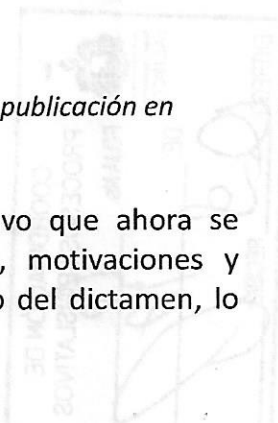 publicación en
vo que ahora se
, motivaciones y
o del dictamen, lo